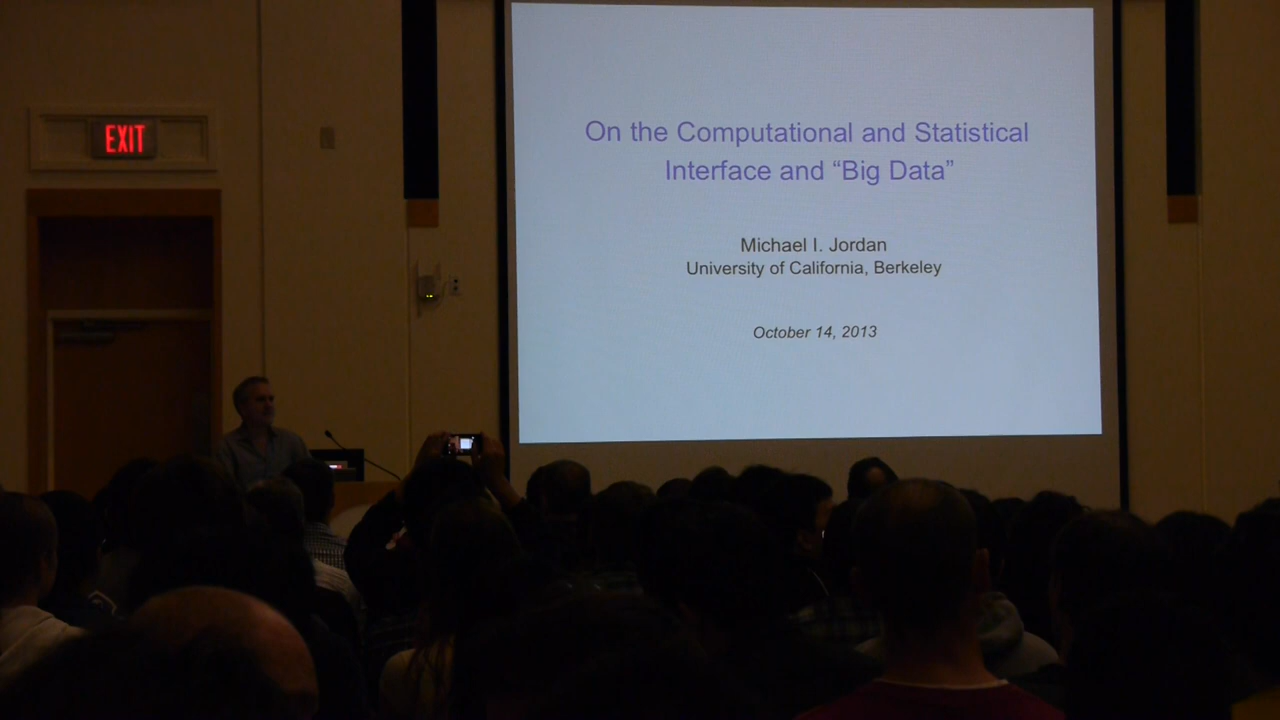 EXIT
On the Computational and Statistical
Interface and “Big Data”
Michael I. Jordan
University of California, Berkeley
October 14, 2013